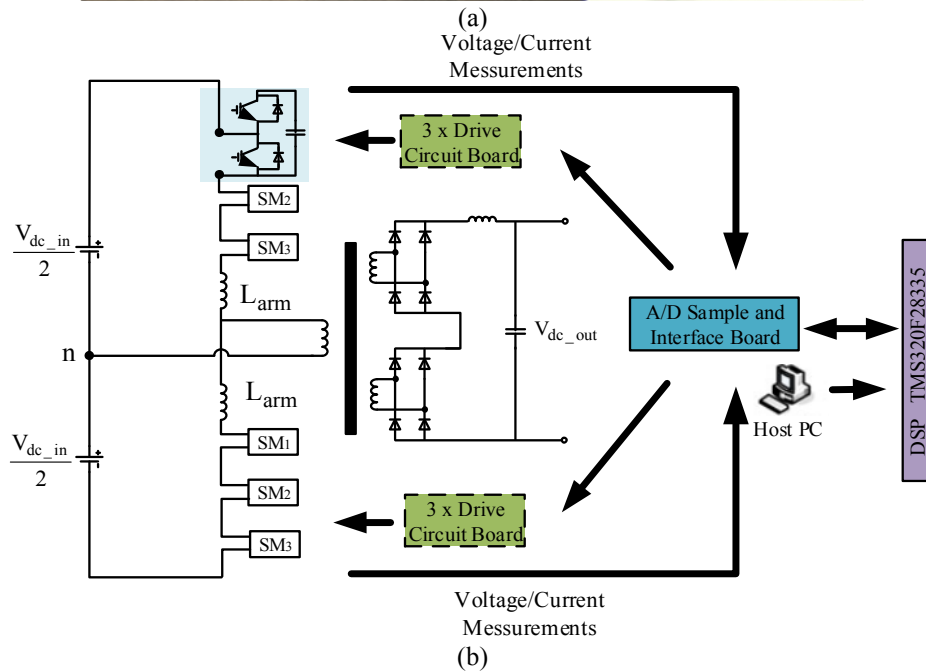 (a)
Voltage/Current
Messurements
3 x Drive
Circuit Board
SM2
SM3
Vdc_in
2
Larm
n
Larm
Vdc_out
A/D Sample and
Interface Board
Host PC
DSP TMS320F28335
Vdc_in
2
SM1
SM2
SM3
3 x Drive
Circuit Board
Voltage/Current
Messurements
(b)